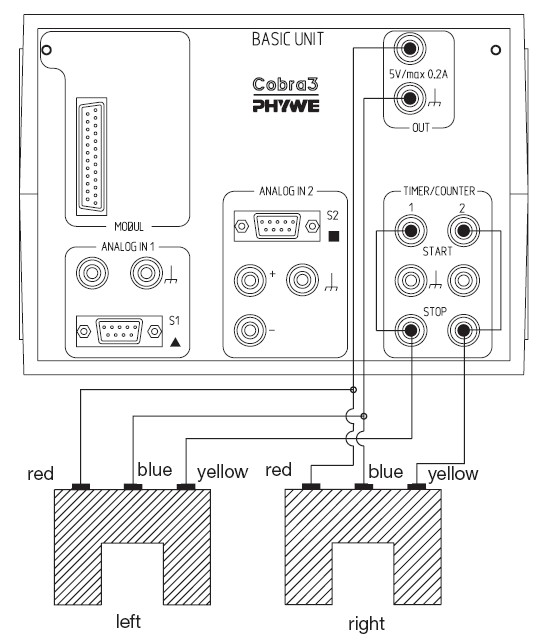 BASIC UNIT
Cobra3
PHYWE
5V/max 0.2A
OUT
MODUL
ANALOG IN 1
S1
ANALOG IN 2
S2
+
-
TIMER/COUNTER
1 2
START
STOP
red blue yellow
red blue yellow
left
right